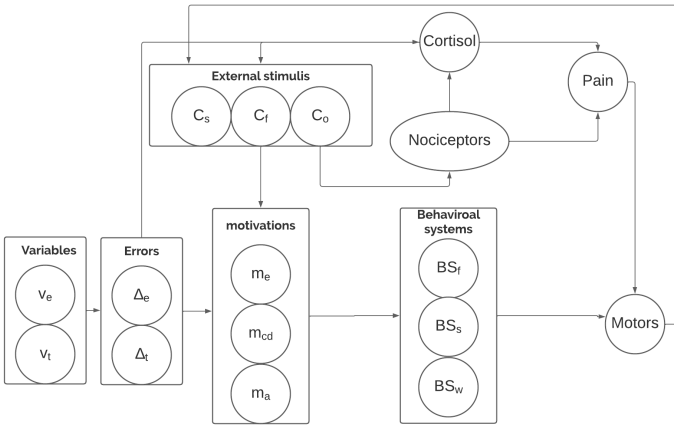 Cortisol
External stimulis
Pain
Cs
Cf
Co
Nociceptors
motivations
Behaviroal
systems
Variables
Errors
ve
Δe
me
BSf
vt
Δt
mcd
BSs
Motors
ma
BSw